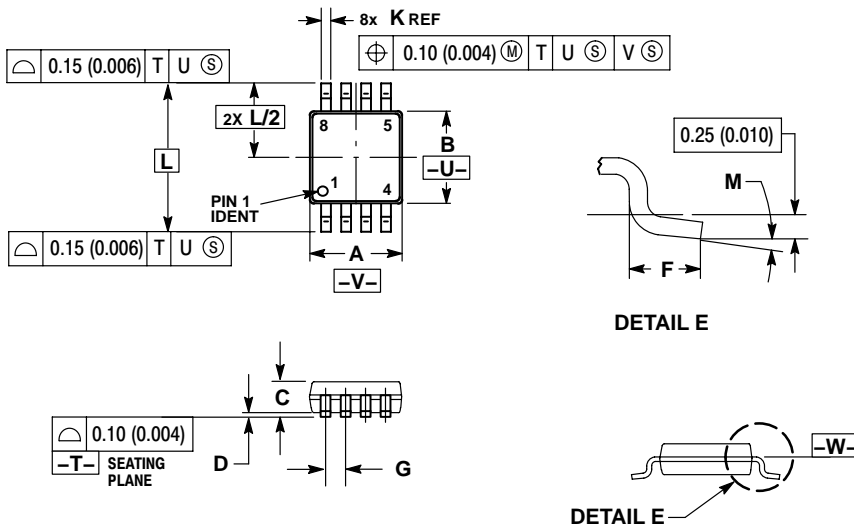 8x K REF
⌖ 0.10 (0.004) Ⓜ T U Ⓢ V Ⓢ
⌓ 0.15 (0.006) T U Ⓢ
2X L/2
8 5
B
–U–
L
1
4
PIN 1
IDENT
⌓ 0.15 (0.006) T U Ⓢ
A
–V–
0.25 (0.010)
M
F
DETAIL E
C
⌓ 0.10 (0.004)
–T– SEATING
PLANE
D
G
–W–
DETAIL E